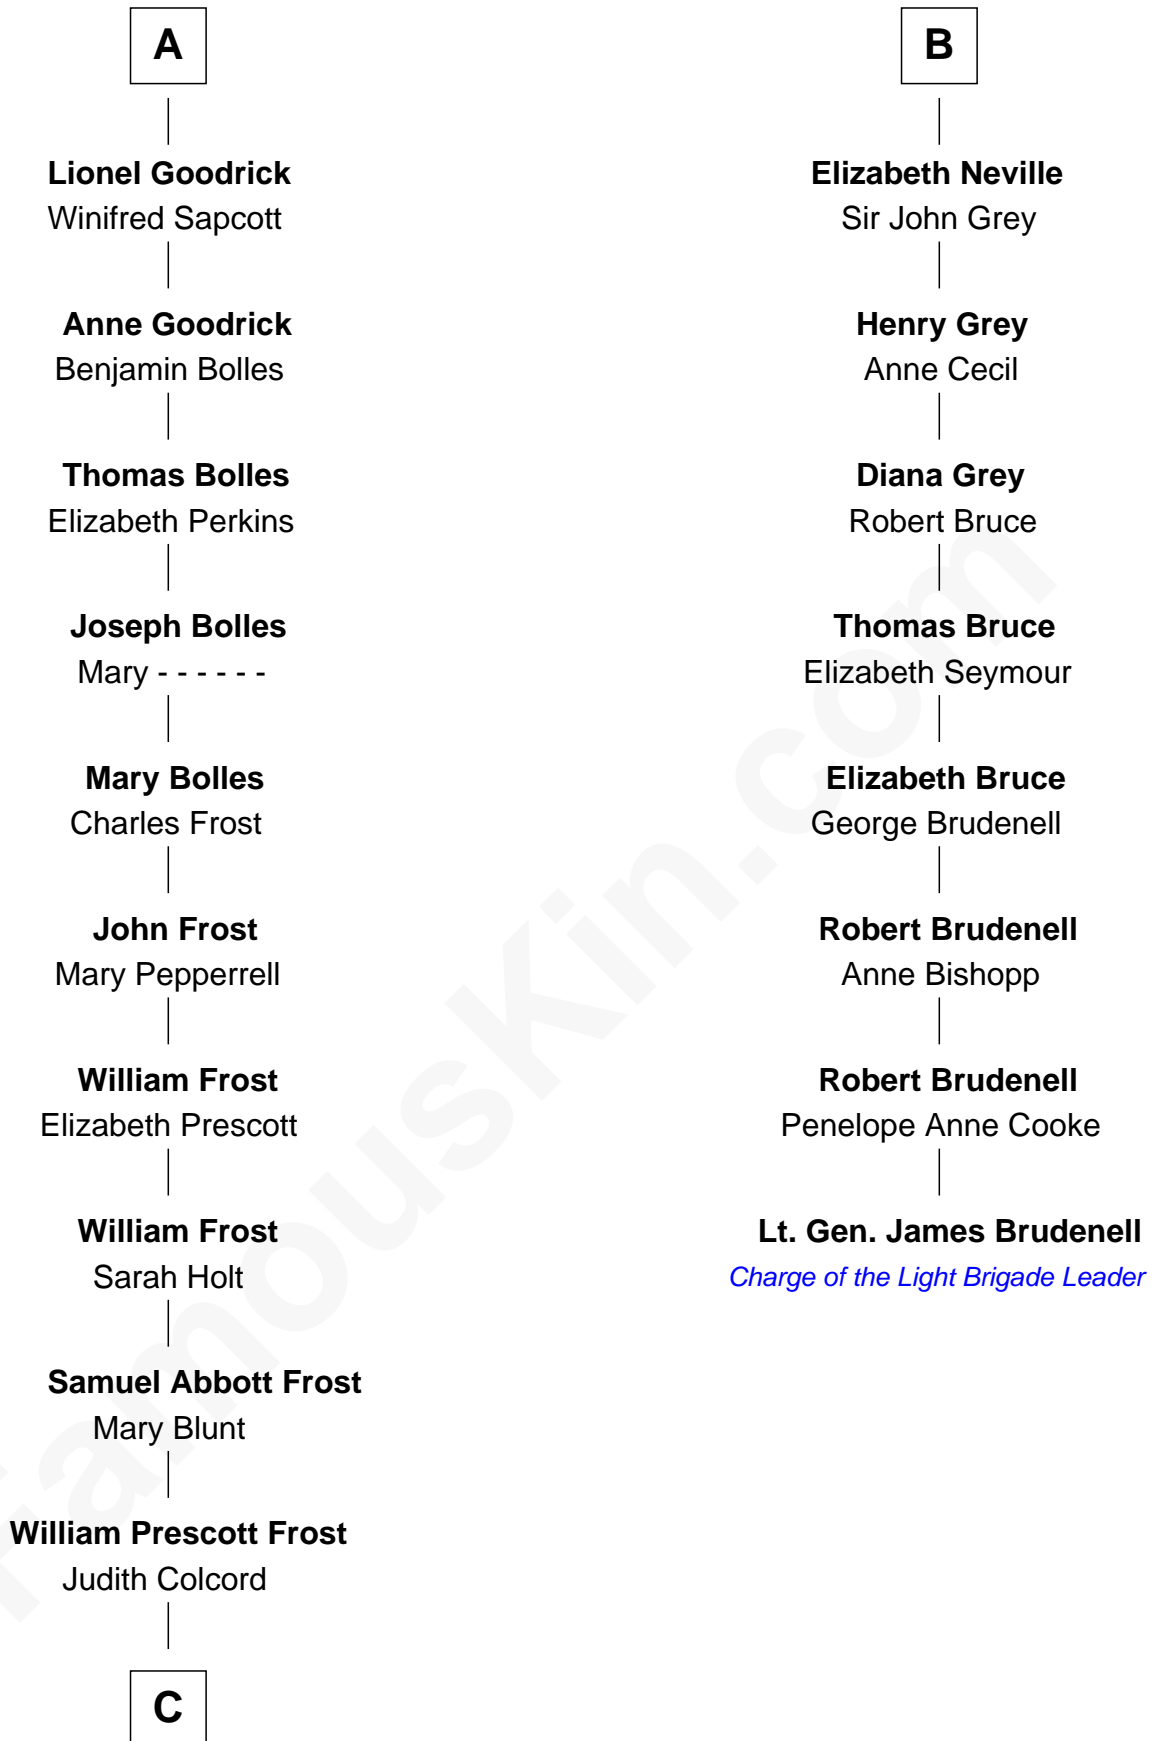 A
Lionel Goodrick
Winifred Sapcott
Anne Goodrick
Benjamin Bolles
Thomas Bolles
Elizabeth Perkins
Joseph Bolles
Mary - - - - - -
Mary Bolles
Charles Frost
John Frost
Mary Pepperrell
William Frost
Elizabeth Prescott
William Frost
Sarah Holt
Samuel Abbott Frost
Mary Blunt
William Prescott Frost
Judith Colcord
C
B
Elizabeth Neville
Sir John Grey
Henry Grey
Anne Cecil
Diana Grey
Robert Bruce
Thomas Bruce
Elizabeth Seymour
Elizabeth Bruce
George Brudenell
Robert Brudenell
Anne Bishopp
Robert Brudenell
Penelope Anne Cooke
Lt. Gen. James Brudenell
Charge of the Light Brigade Leader
FamousKin.com